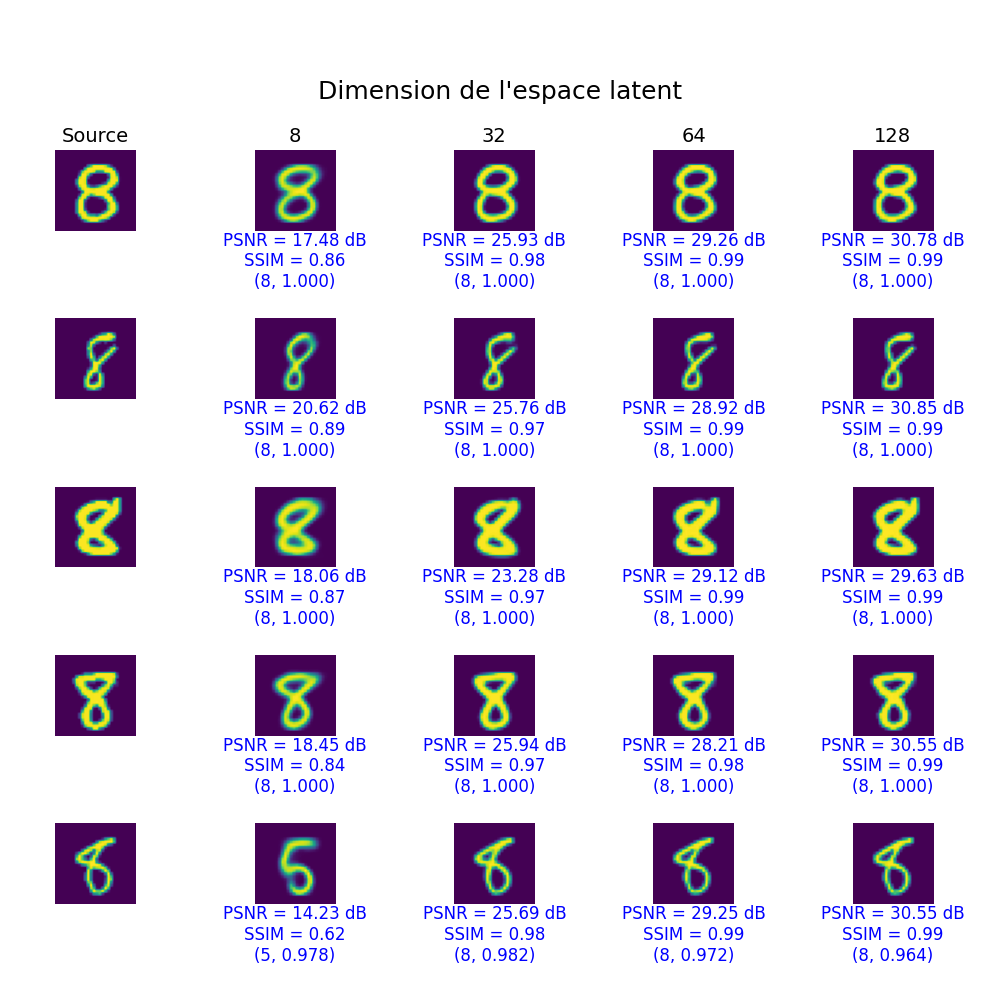 Dimension de l'espace latent
Source 8 32 64 128
PSNR = 17.48 dB PSNR = 25.93 dB PSNR = 29.26 dB PSNR = 30.78 dB
SSIM = 0.86 SSIM = 0.98 SSIM = 0.99 SSIM = 0.99
(8, 1.000) (8, 1.000) (8, 1.000) (8, 1.000)
PSNR = 20.62 dB PSNR = 25.76 dB PSNR = 28.92 dB PSNR = 30.85 dB
SSIM = 0.89 SSIM = 0.97 SSIM = 0.99 SSIM = 0.99
(8, 1.000) (8, 1.000) (8, 1.000) (8, 1.000)
PSNR = 18.06 dB PSNR = 23.28 dB PSNR = 29.12 dB PSNR = 29.63 dB
SSIM = 0.87 SSIM = 0.97 SSIM = 0.99 SSIM = 0.99
(8, 1.000) (8, 1.000) (8, 1.000) (8, 1.000)
PSNR = 18.45 dB PSNR = 25.94 dB PSNR = 28.21 dB PSNR = 30.55 dB
SSIM = 0.84 SSIM = 0.97 SSIM = 0.98 SSIM = 0.99
(8, 1.000) (8, 1.000) (8, 1.000) (8, 1.000)
8 5 8 8 8
PSNR = 14.23 dB PSNR = 25.69 dB PSNR = 29.25 dB PSNR = 30.55 dB
SSIM = 0.62 SSIM = 0.98 SSIM = 0.99 SSIM = 0.99
(5, 0.978) (8, 0.982) (8, 0.972) (8, 0.964)